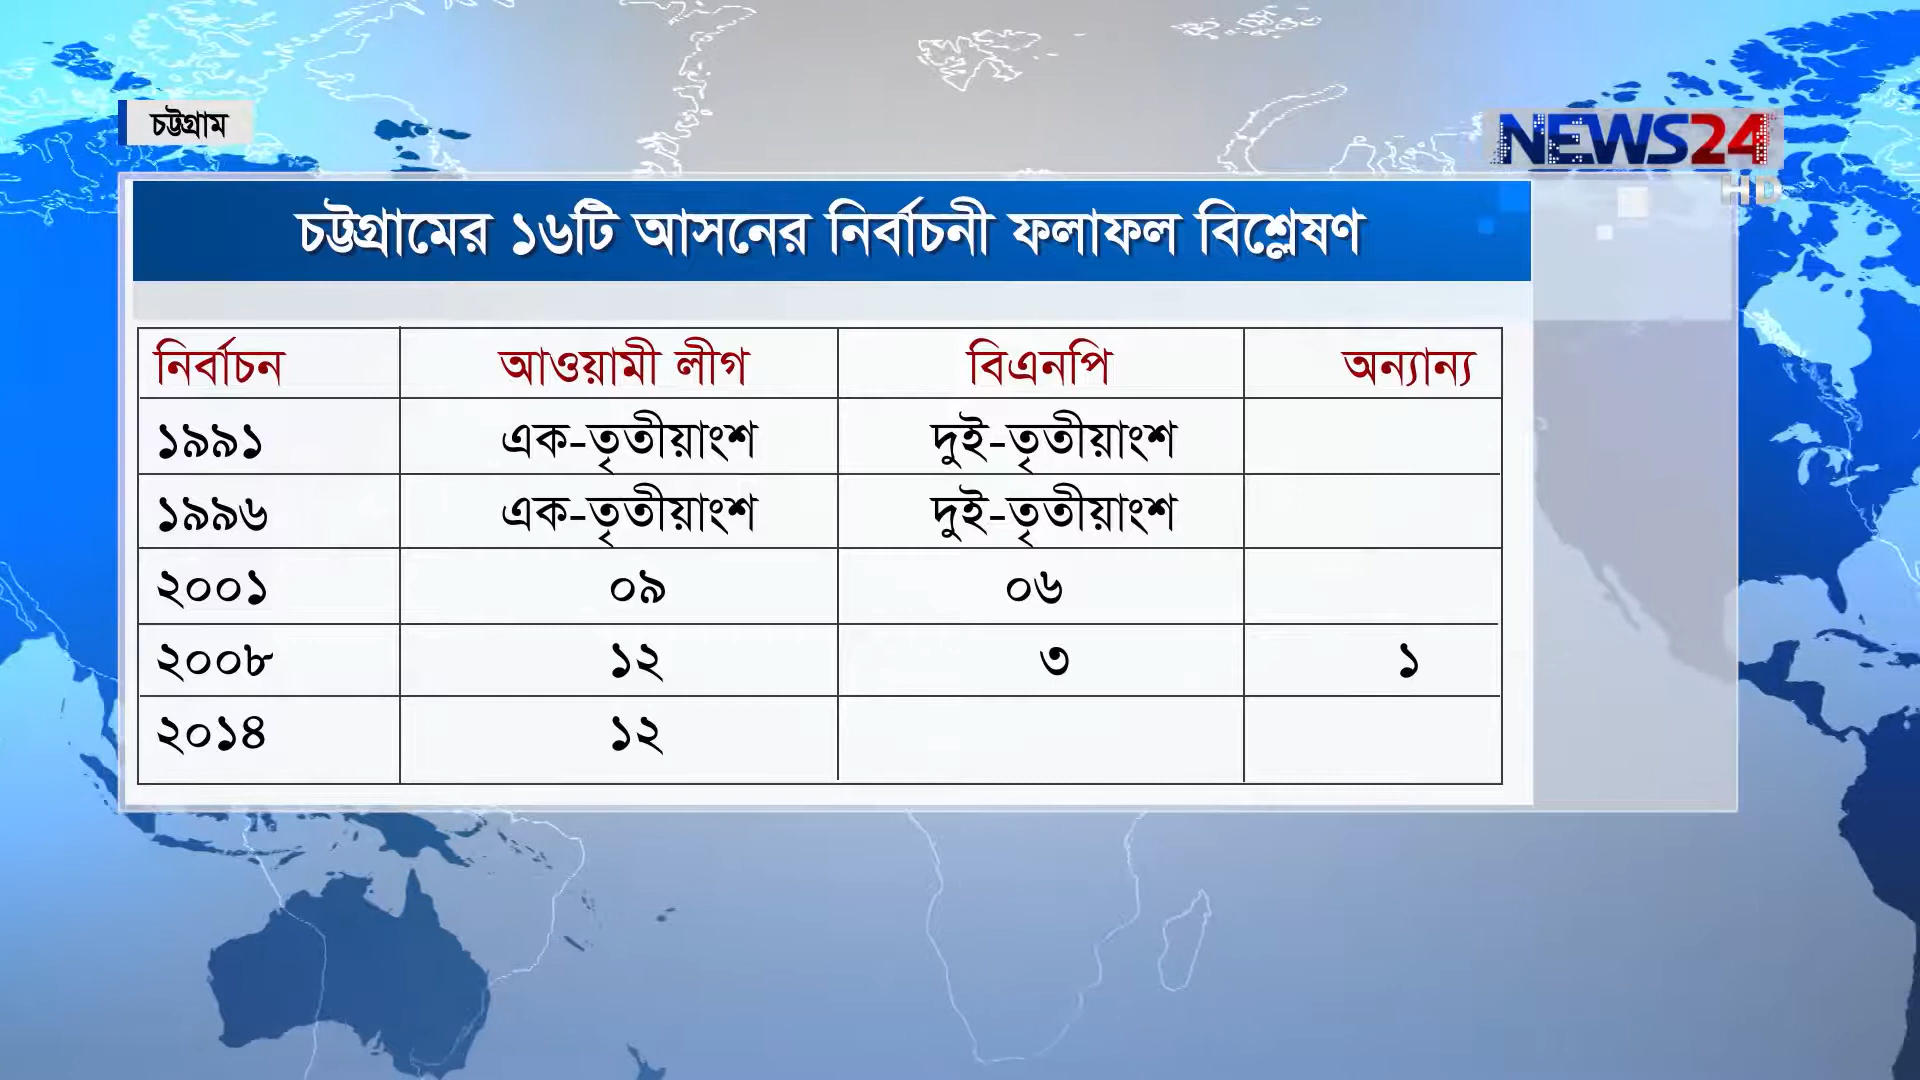 চট্টগ্রাম
NEWS24
HD
চট্টগ্রামের ১৬টি আসনের নির্বাচনী ফলাফল বিশ্লেষণ
নির্বাচন আওয়ামী লীগ বিএনপি অন্যান্য
১৯৯১ এক-তৃতীয়াংশ দুই-তৃতীয়াংশ
১৯৯৬ এক-তৃতীয়াংশ দুই-তৃতীয়াংশ
২০০১ ০৯ ০৬
২০০৮ ১২ ৩ ১
২০১৪ ১২